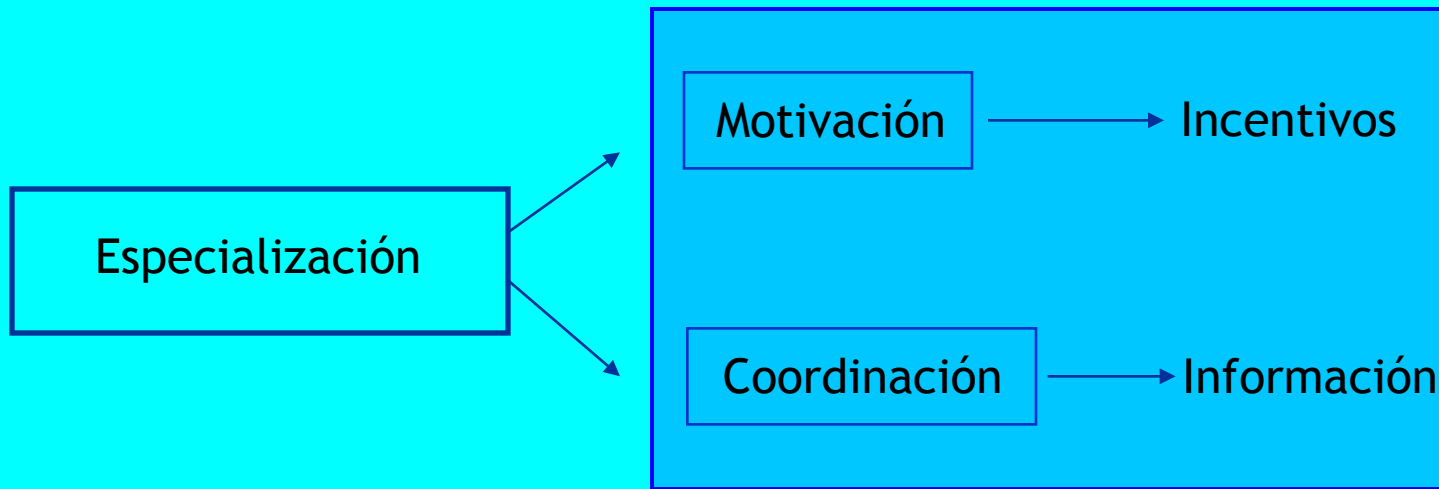 Motivación
Incentivos
Especialización
Coordinación
Información